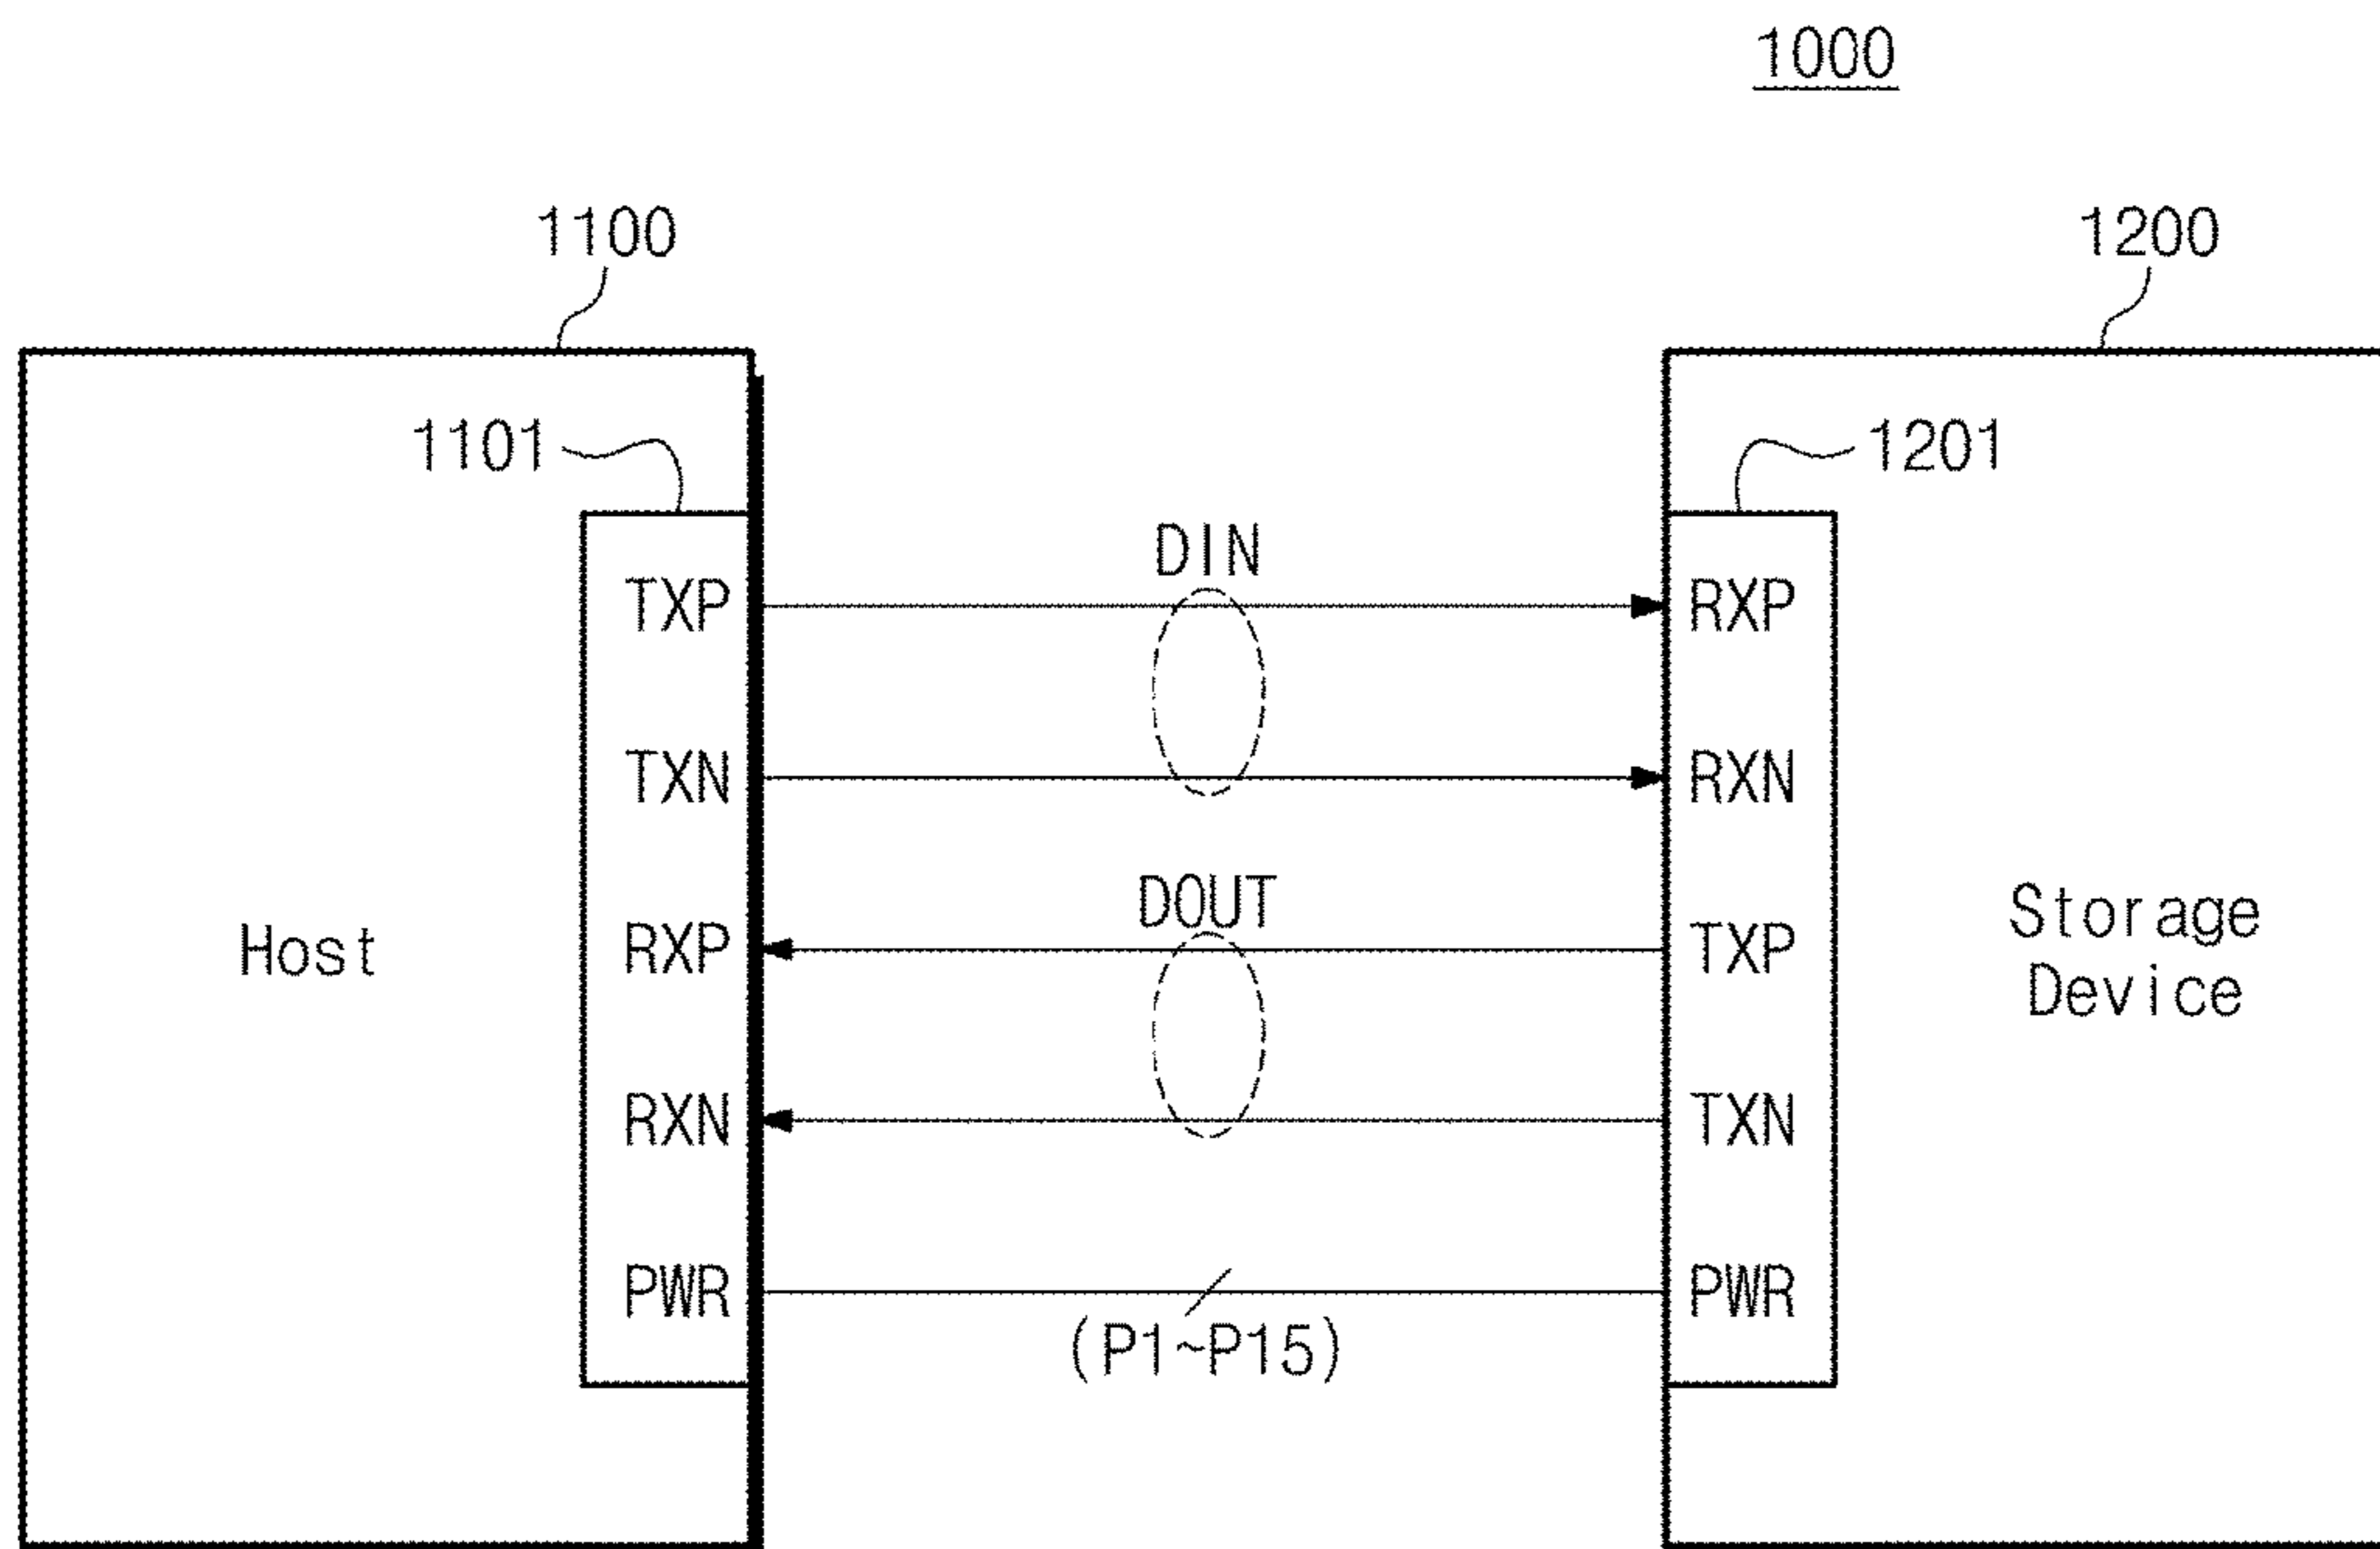 1000
1100
1200
1101
1201
DIN
TXP
RXP
TXN
RXN
DOUT
Host
RXP
TXP
Storage
Device
RXN
TXN
PWR
PWR
(P1~P15)